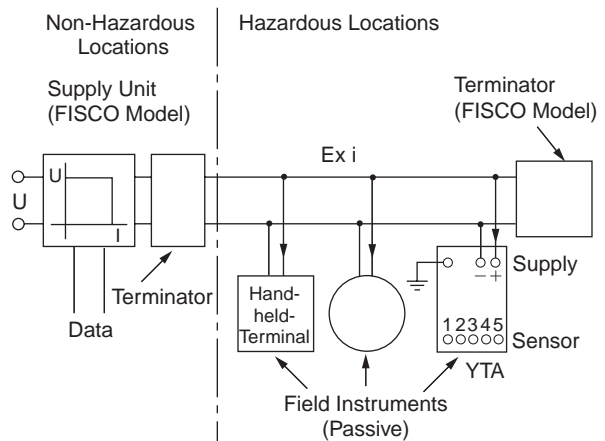 Non-Hazardous
Locations
Hazardous Locations
Supply Unit
(FISCO Model)
Terminator
(FISCO Model)
Ex i
U
U
I
Supply
− +
Terminator
Data
Hand-
held-
Terminal
1 2 3 4 5
Sensor
YTA
Field Instruments
(Passive)